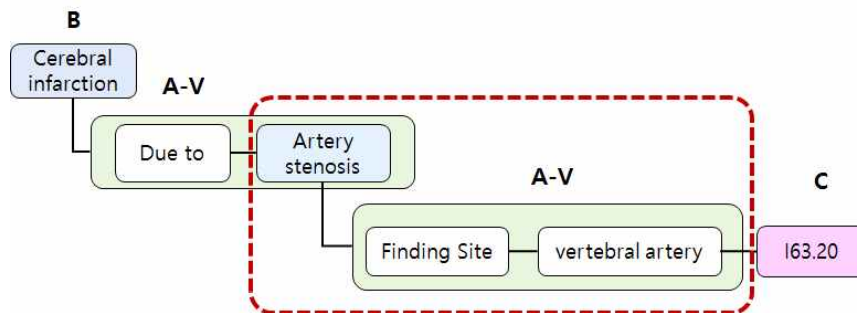 B
Cerebral
infarction
A-V
Due to
Artery
stenosis
A-V
C
Finding Site
vertebral artery
I63.20